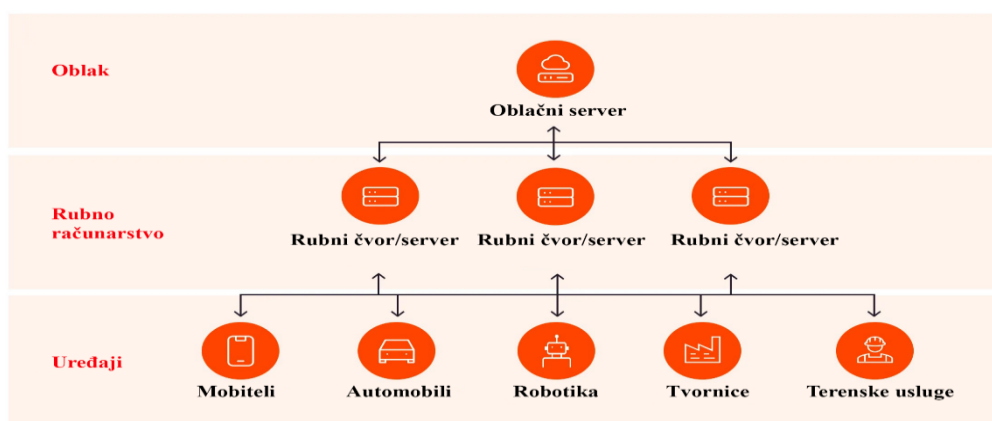 Oblak
Oblačni server
Rubno
računarstvo
Rubni čvor/server
Rubni čvor/server
Rubni čvor/server
Uređaji
Mobiteli
Automobili
Robotika
Tvornice
Terenske usluge